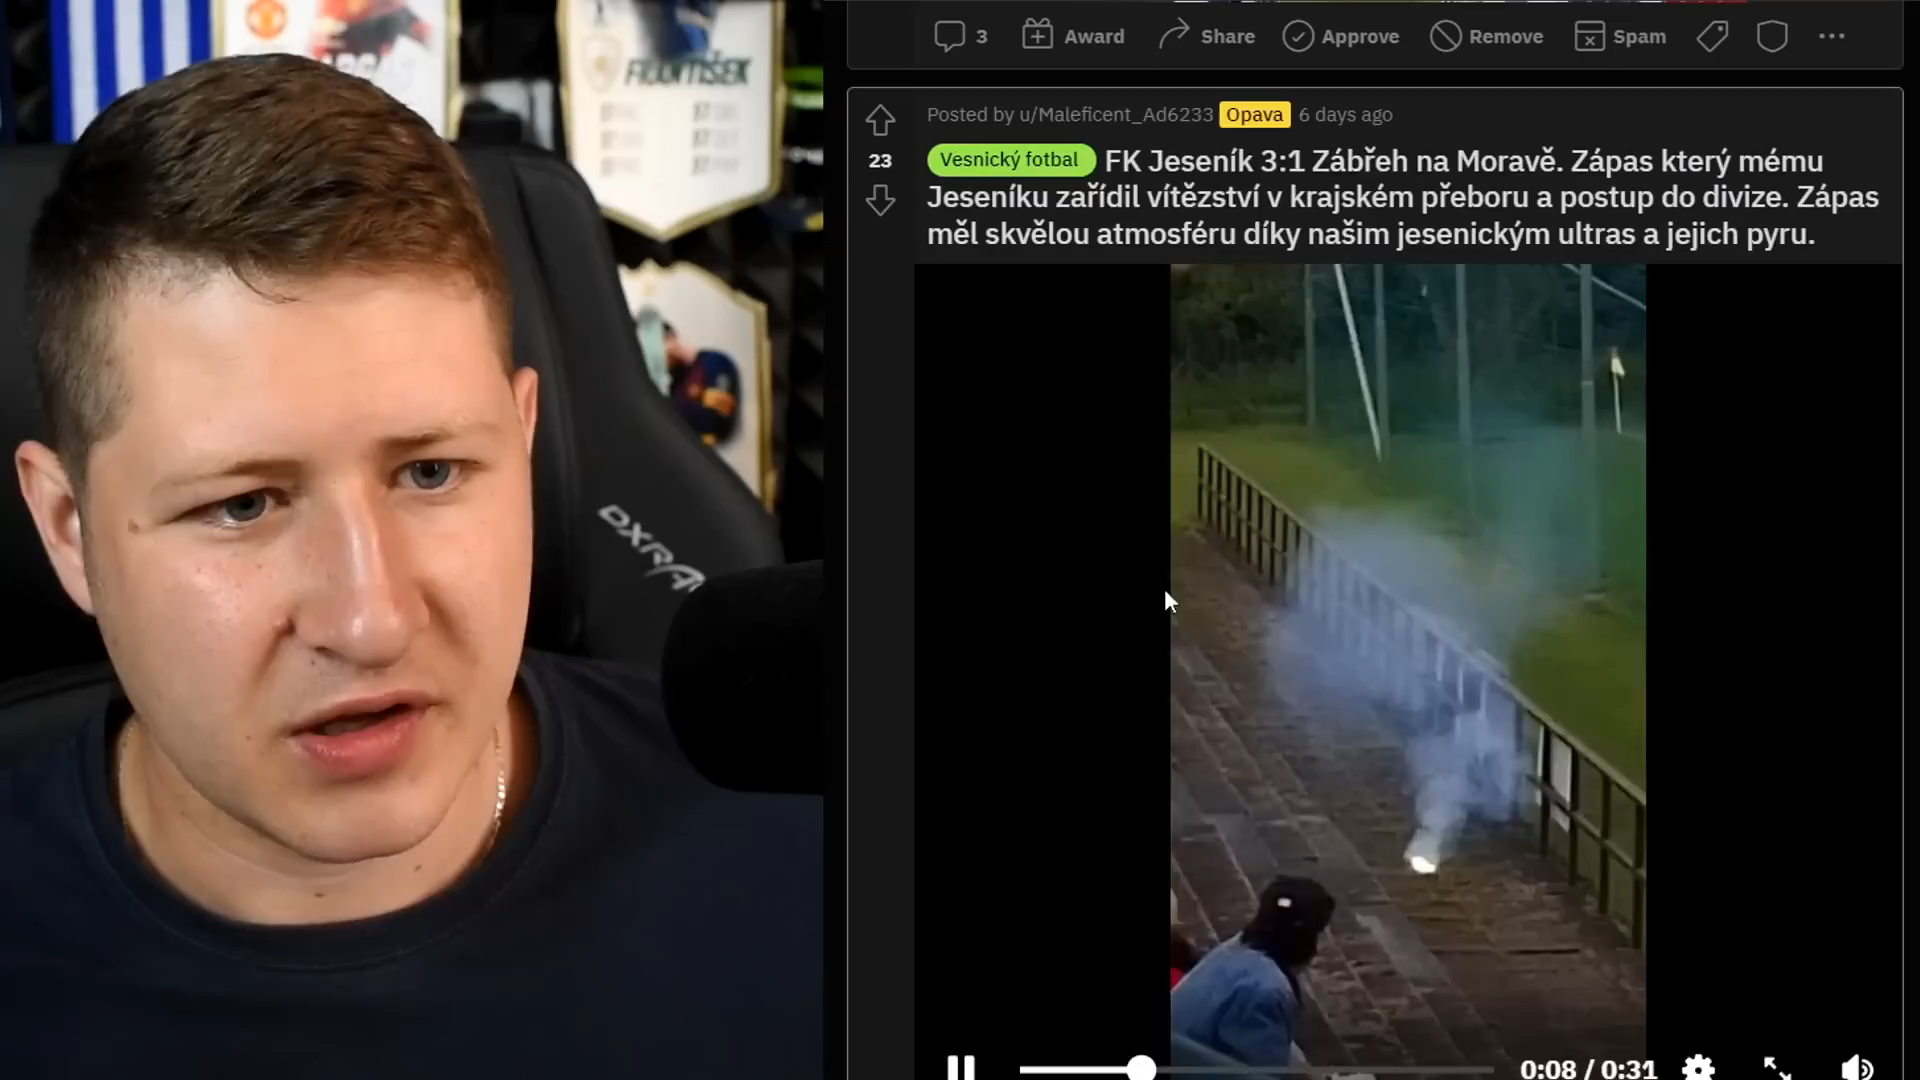 FRANTIŠEK
DXRA
3 Award Share Approve Remove Spam
Posted by u/Maleficent_Ad6233 Opava 6 days ago
23
Vesnický fotbal FK Jeseník 3:1 Zábřeh na Moravě. Zápas který mému
Jeseníku zařídil vítězství v krajském přeboru a postup do divize. Zápas
měl skvělou atmosféru díky našim jesenickým ultras a jejich pyru.
0:08 / 0:31